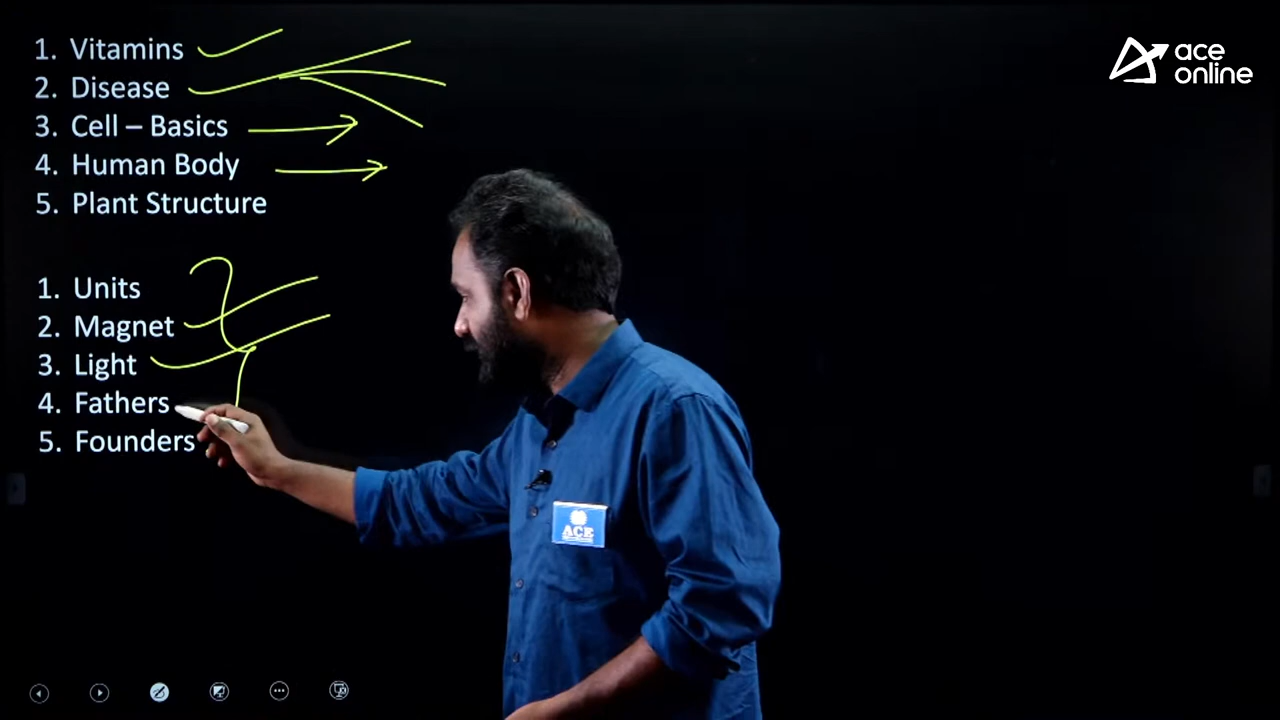 1. Vitamins
2. Disease
3. Cell – Basics
4. Human Body
5. Plant Structure
1. Units
2. Magnet
3. Light
4. Fathers
5. Founders
ace
online
ACE